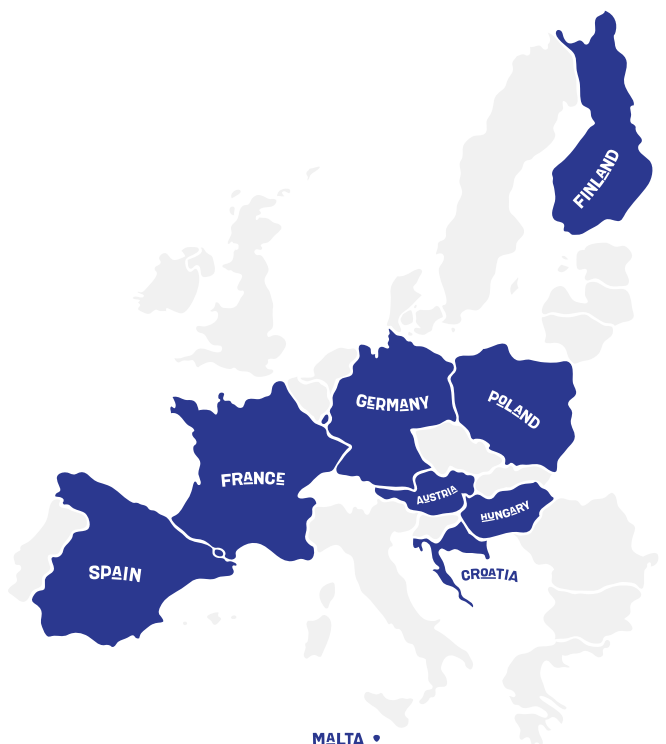 FINLAND
GERMANY
POLAND
FRANCE
AUSTRIA
HUNGARY
SPAIN
CROATIA
MALTA